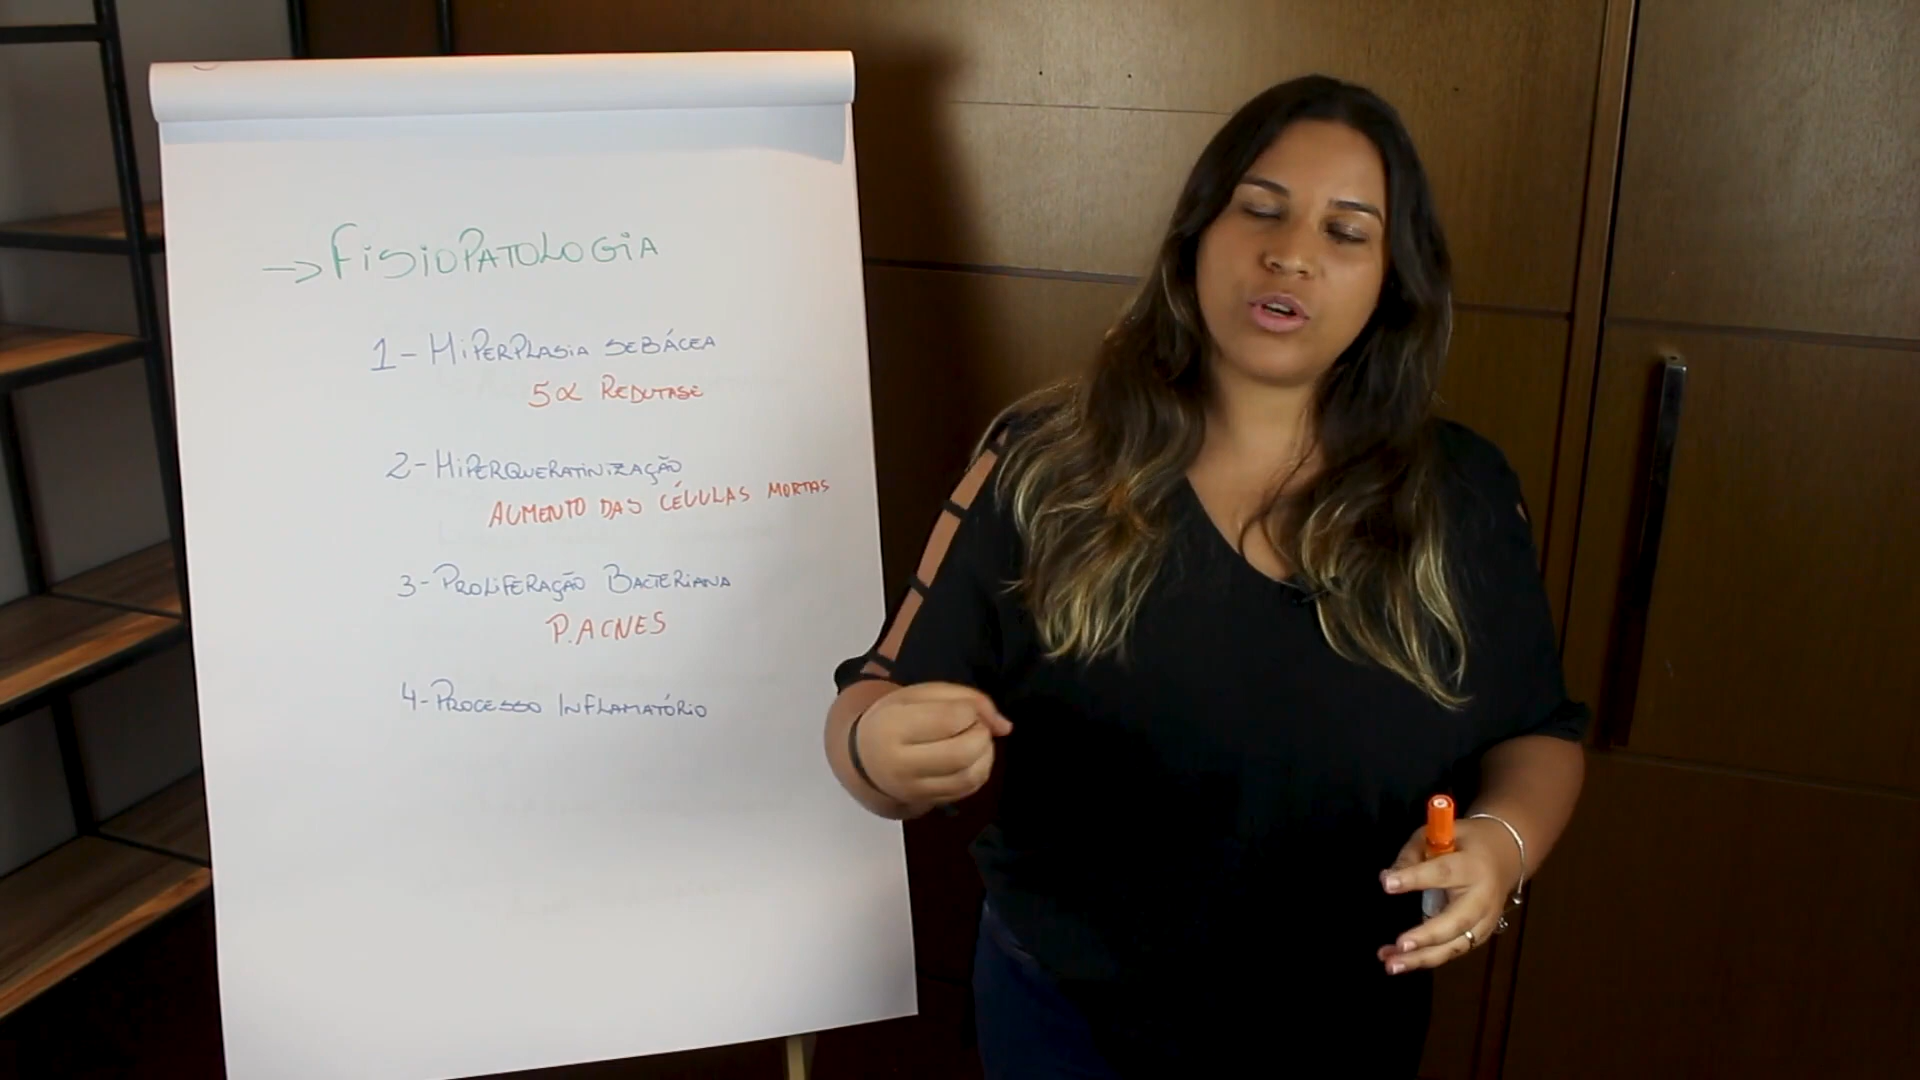 → FisioPATOLOGiA
1 - HiPERPLASiA SEBÁCEA
5α REDUTASE
2 - HiPERQUERATiNiZAÇÃO
AUMENTO DAS CÉLULAS MORTAS
3 - PROLiFERAÇÃO BACTERiANA
P. ACNES
4 - PROCESSO INFLAMATÓRiO